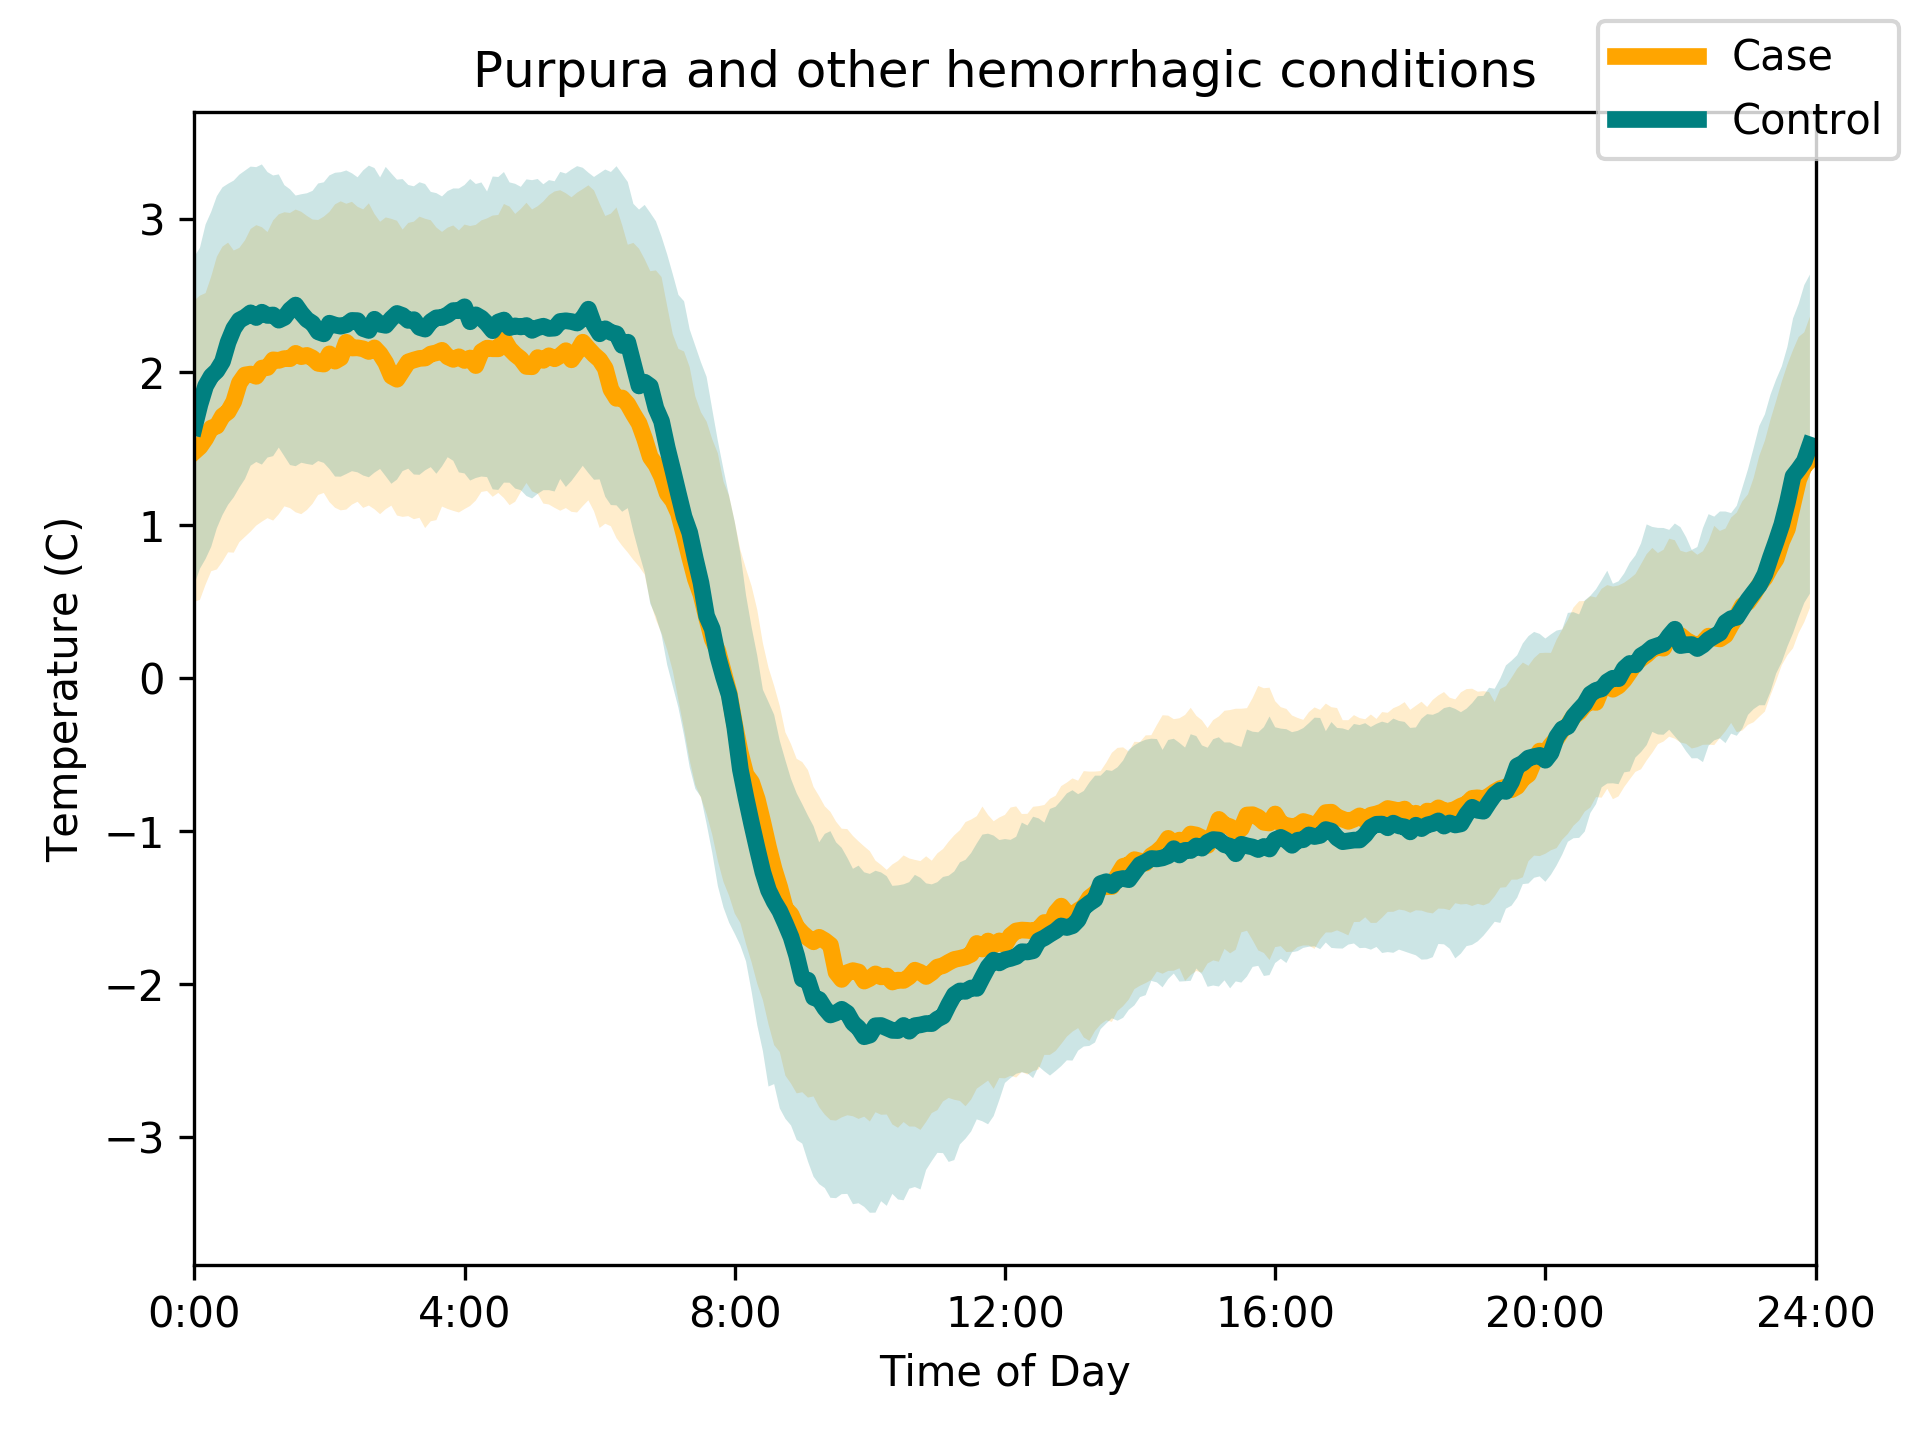 Purpura and other hemorrhagic conditions
Case
Control
Temperature (C)
3
2
1
0
−1
−2
−3
0:00 4:00 8:00 12:00 16:00 20:00 24:00
Time of Day